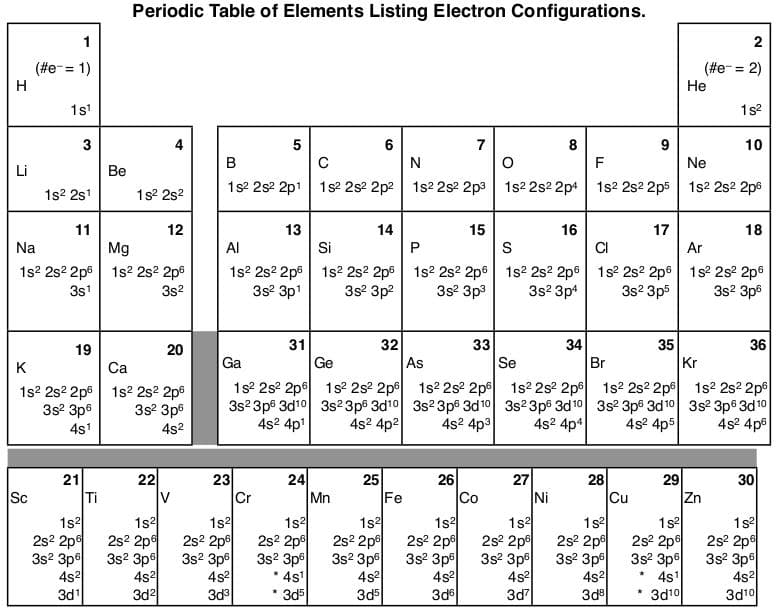 Periodic Table of Elements Listing Electron Configurations.
1
(#e⁻ = 1)
H
1s¹
2
(#e⁻ = 2)
He
1s²
3
Li
1s² 2s¹
4
Be
1s² 2s²
5
B
1s² 2s² 2p¹
6
C
1s² 2s² 2p²
7
N
1s² 2s² 2p³
8
O
1s² 2s² 2p⁴
9
F
1s² 2s² 2p⁵
10
Ne
1s² 2s² 2p⁶
11
Na
1s² 2s² 2p⁶
3s¹
12
Mg
1s² 2s² 2p⁶
3s²
13
Al
1s² 2s² 2p⁶
3s² 3p¹
14
Si
1s² 2s² 2p⁶
3s² 3p²
15
P
1s² 2s² 2p⁶
3s² 3p³
16
S
1s² 2s² 2p⁶
3s² 3p⁴
17
Cl
1s² 2s² 2p⁶
3s² 3p⁵
18
Ar
1s² 2s² 2p⁶
3s² 3p⁶
19
K
1s² 2s² 2p⁶
3s² 3p⁶
4s¹
20
Ca
1s² 2s² 2p⁶
3s² 3p⁶
4s²
31
Ga
1s² 2s² 2p⁶
3s² 3p⁶ 3d¹⁰
4s² 4p¹
32
Ge
1s² 2s² 2p⁶
3s² 3p⁶ 3d¹⁰
4s² 4p²
33
As
1s² 2s² 2p⁶
3s² 3p⁶ 3d¹⁰
4s² 4p³
34
Se
1s² 2s² 2p⁶
3s² 3p⁶ 3d¹⁰
4s² 4p⁴
35
Br
1s² 2s² 2p⁶
3s² 3p⁶ 3d¹⁰
4s² 4p⁵
36
Kr
1s² 2s² 2p⁶
3s² 3p⁶ 3d¹⁰
4s² 4p⁶
21
Sc
1s²
2s² 2p⁶
3s² 3p⁶
4s²
3d¹
22
Ti
1s²
2s² 2p⁶
3s² 3p⁶
4s²
3d²
23
V
1s²
2s² 2p⁶
3s² 3p⁶
4s²
3d³
24
Cr
1s²
2s² 2p⁶
3s² 3p⁶
* 4s¹
* 3d⁵
25
Mn
1s²
2s² 2p⁶
3s² 3p⁶
4s²
3d⁵
26
Fe
1s²
2s² 2p⁶
3s² 3p⁶
4s²
3d⁶
27
Co
1s²
2s² 2p⁶
3s² 3p⁶
4s²
3d⁷
28
Ni
1s²
2s² 2p⁶
3s² 3p⁶
4s²
3d⁸
29
Cu
1s²
2s² 2p⁶
3s² 3p⁶
* 4s¹
* 3d¹⁰
30
Zn
1s²
2s² 2p⁶
3s² 3p⁶
4s²
3d¹⁰